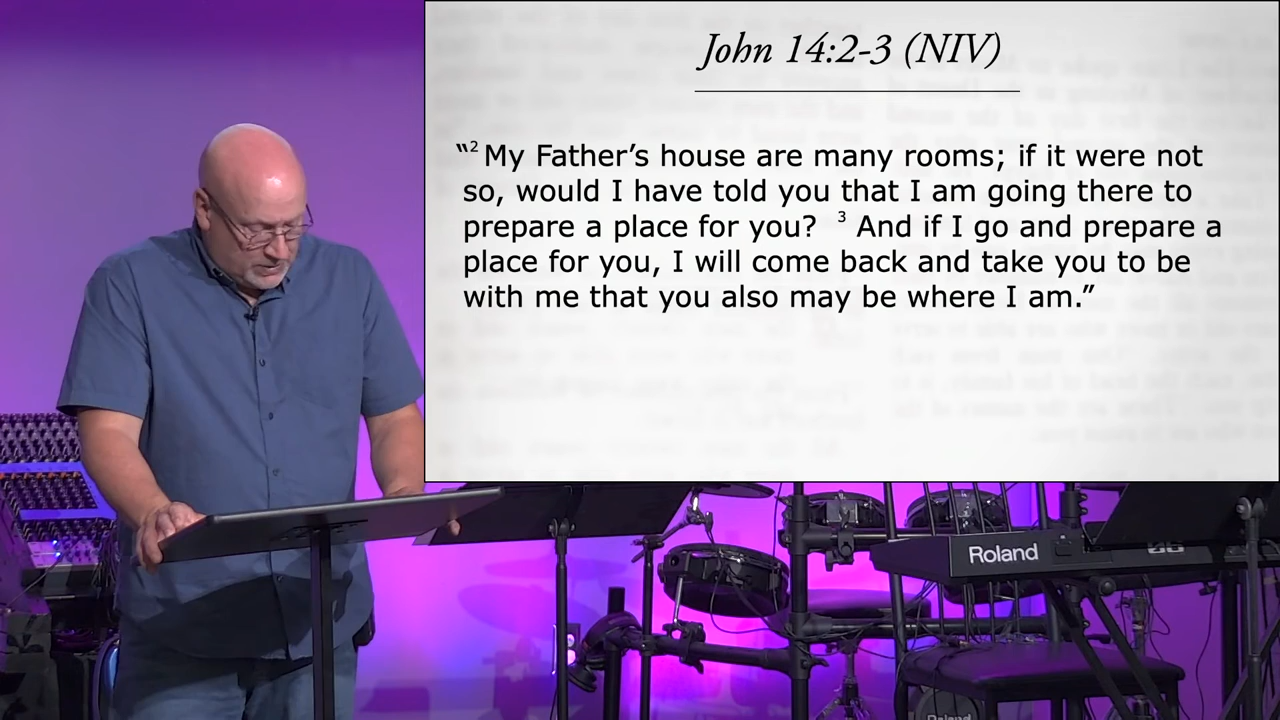 John 14:2-3 (NIV)
“² My Father’s house are many rooms; if it were not
so, would I have told you that I am going there to
prepare a place for you? ³ And if I go and prepare a
place for you, I will come back and take you to be
with me that you also may be where I am.”
Roland
Roland